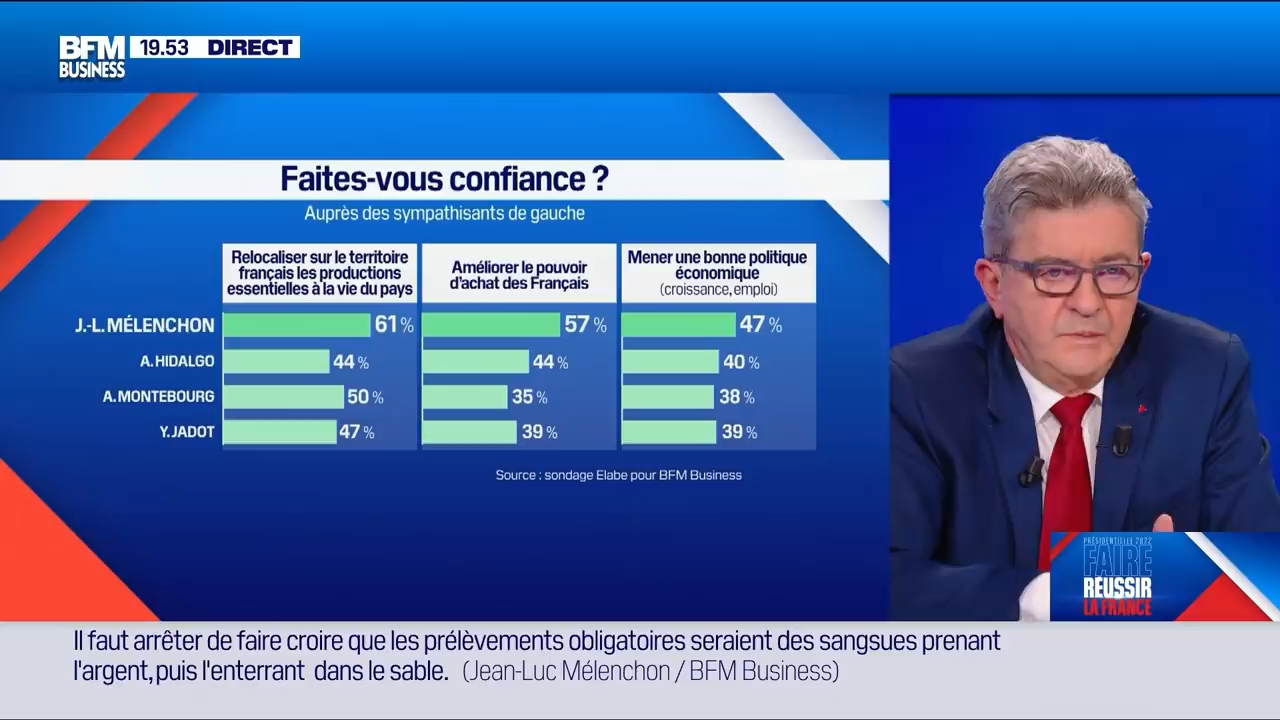 BFM
BUSINESS
19.53 DIRECT
Faites-vous confiance ?
Auprès des sympathisants de gauche
Relocaliser sur le territoire
français les productions
essentielles à la vie du pays
Améliorer le pouvoir
d'achat des Français
Mener une bonne politique
économique
(croissance, emploi)
J.-L. MÉLENCHON 61 % 57 % 47 %
A. HIDALGO 44 % 44 % 40 %
A. MONTEBOURG 50 % 35 % 38 %
Y. JADOT 47 % 39 % 39 %
Source : sondage Elabe pour BFM Business
PRÉSIDENTIELLE 2022
FAIRE
RÉUSSIR
LA FRANCE
Il faut arrêter de faire croire que les prélèvements obligatoires seraient des sangsues prenant
l'argent, puis l'enterrant dans le sable. (Jean-Luc Mélenchon / BFM Business)